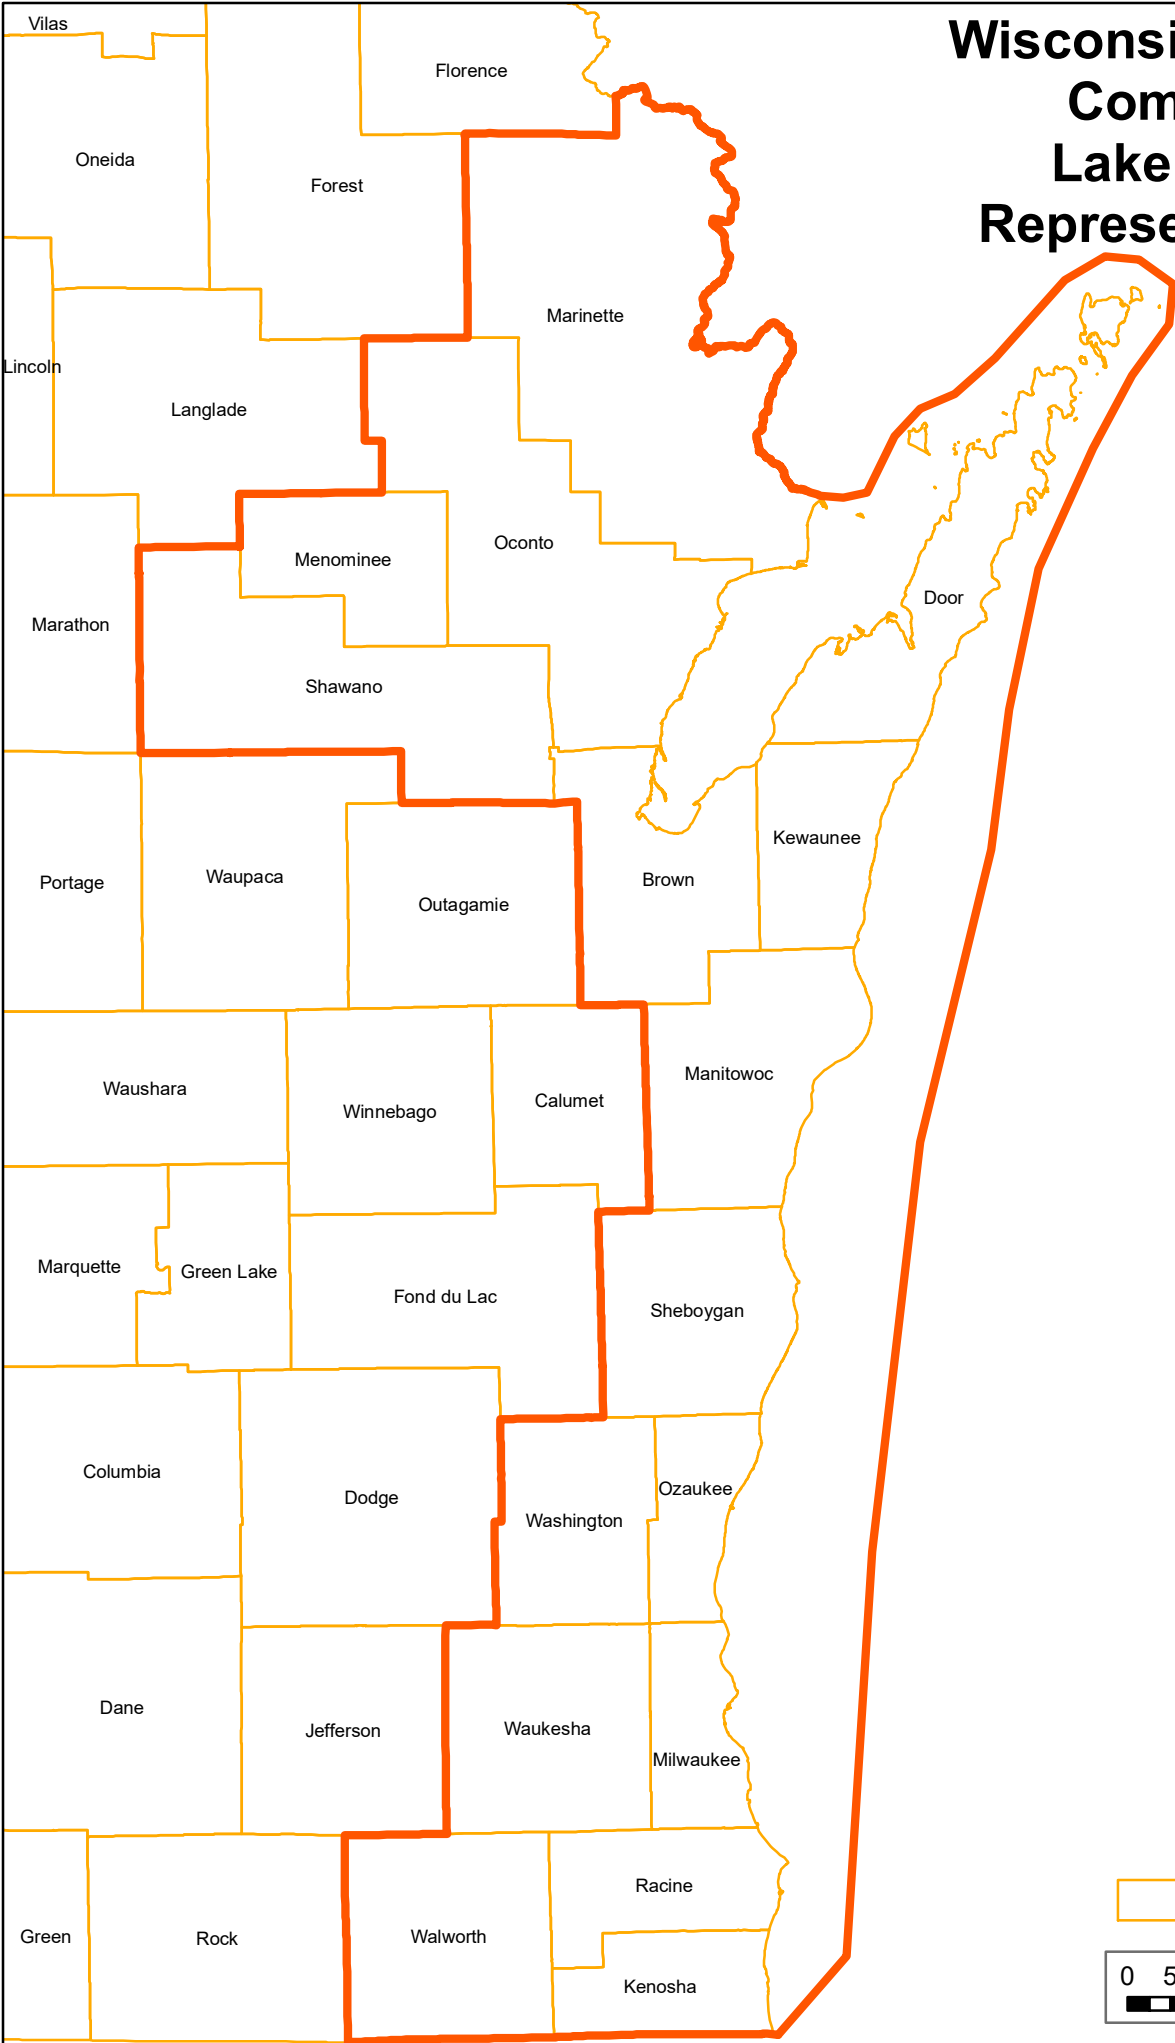 Vilas
Wisconsi
Com
Lake
Represe
Florence
Oneida
Forest
Marinette
Lincoln
Langlade
Oconto
Menominee
Door
Marathon
Shawano
Kewaunee
Portage
Waupaca
Brown
Outagamie
Manitowoc
Waushara
Winnebago
Calumet
Marquette
Green Lake
Fond du Lac
Sheboygan
Columbia
Dodge
Ozaukee
Washington
Dane
Jefferson
Waukesha
Milwaukee
Racine
Green
Rock
Walworth
Kenosha
0 5